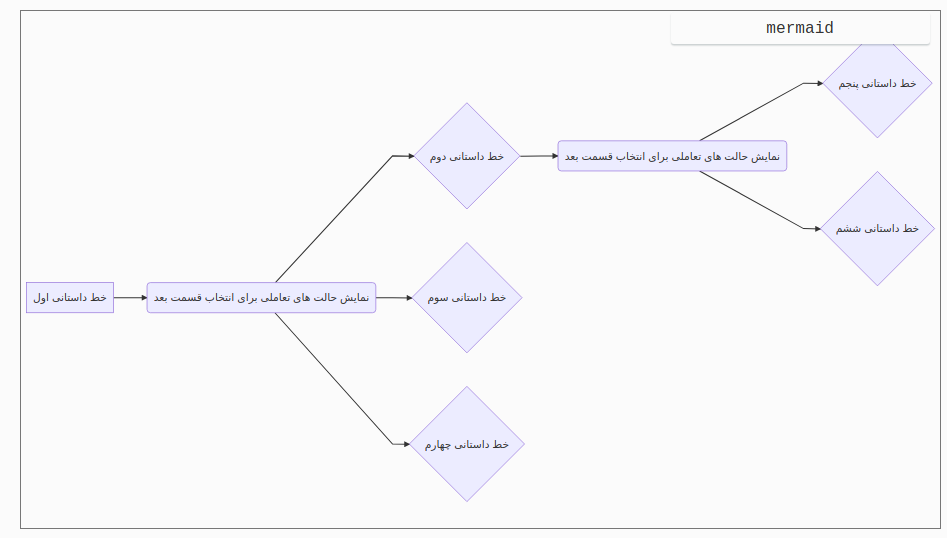 mermaid
خط داستانی اول
نمایش حالت های تعاملی برای انتخاب قسمت بعد
خط داستانی دوم
خط داستانی سوم
خط داستانی چهارم
نمایش حالت های تعاملی برای انتخاب قسمت بعد
خط داستانی پنجم
خط داستانی ششم